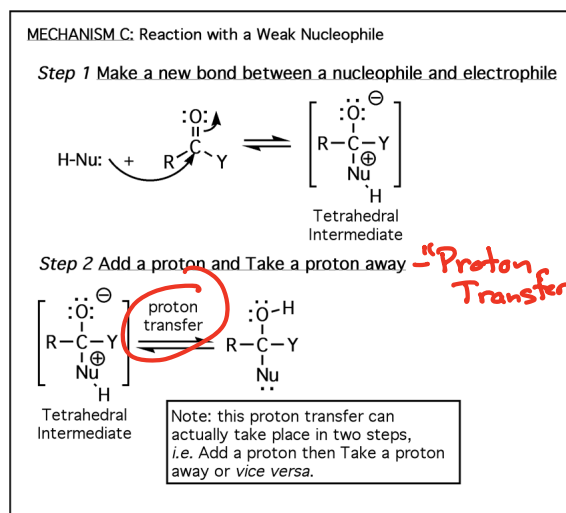 MECHANISM C: Reaction with a Weak Nucleophile
Step 1 Make a new bond between a nucleophile and electrophile
:O:
H-Nu: + R C Y
:O: ⊖
R–C–Y
⊕
Nu
H
Tetrahedral
Intermediate
Step 2 Add a proton and Take a proton away – "Proton
Transfer
:O: ⊖
R–C–Y
⊕
Nu
H
Tetrahedral
Intermediate
proton
transfer
:O–H
R–C–Y
Nu
Note: this proton transfer can
actually take place in two steps,
i.e. Add a proton then Take a proton
away or vice versa.